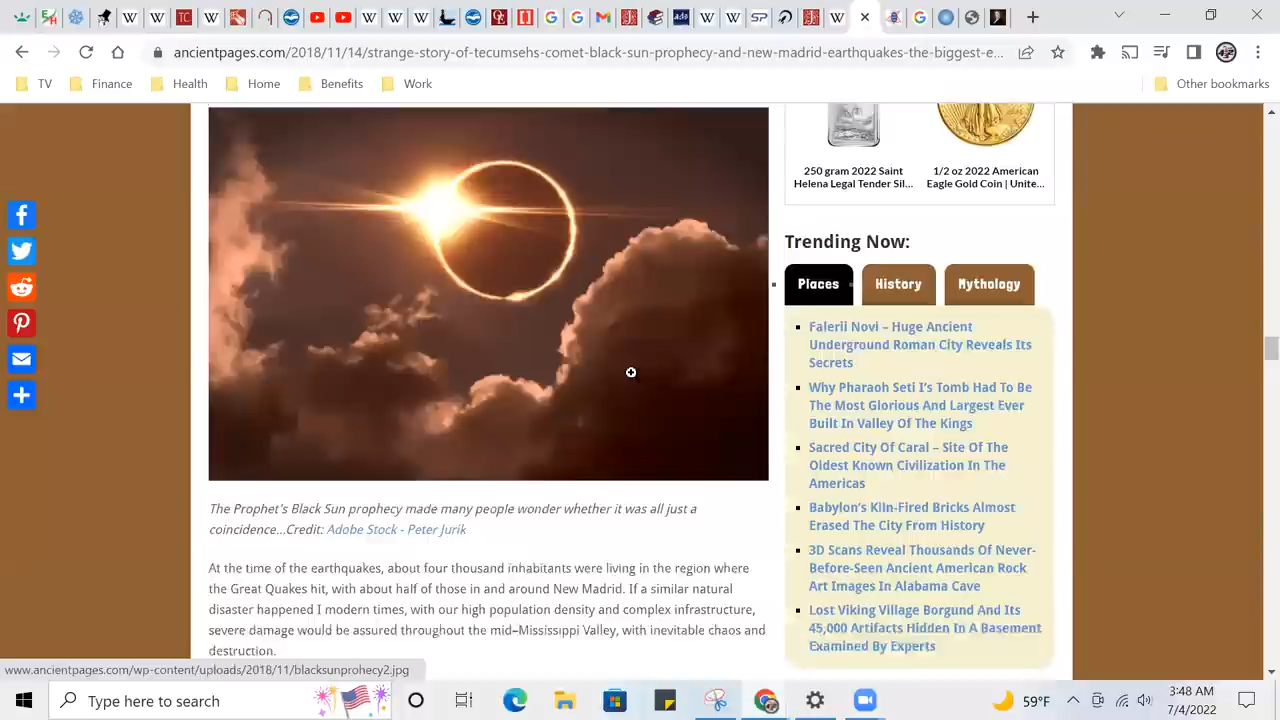 ancientpages.com/2018/11/14/strange-story-of-tecumsehs-comet-black-sun-prophecy-and-new-madrid-earthquakes-the-biggest-e...
TV
Finance
Health
Home
Benefits
Work
Other bookmarks
250 gram 2022 Saint
Helena Legal Tender Sil...
1/2 oz 2022 American
Eagle Gold Coin | Unite...
Trending Now:
Places
History
Mythology
Falerii Novi – Huge Ancient
Underground Roman City Reveals Its
Secrets
Why Pharaoh Seti I's Tomb Had To Be
The Most Glorious And Largest Ever
Built In Valley Of The Kings
Sacred City Of Caral – Site Of The
Oldest Known Civilization In The
Americas
Babylon's Kiln-Fired Bricks Almost
Erased The City From History
3D Scans Reveal Thousands Of Never-
Before-Seen Ancient American Rock
Art Images In Alabama Cave
Lost Viking Village Borgund And Its
45,000 Artifacts Hidden In A Basement
Examined By Experts
The Prophet's Black Sun prophecy made many people wonder whether it was all just a
coincidence...Credit: Adobe Stock - Peter Jurik
At the time of the earthquakes, about four thousand inhabitants were living in the region where
the Great Quakes hit, with about half of those in and around New Madrid. If a similar natural
disaster happened I modern times, with our high population density and complex infrastructure,
severe damage would be assured throughout the mid–Mississippi Valley, with inevitable chaos and
destruction.
www.ancientpages.com/wp-content/uploads/2018/11/blacksunprohecy2.jpg
Type here to search
59°F
3:48 AM
7/4/2022